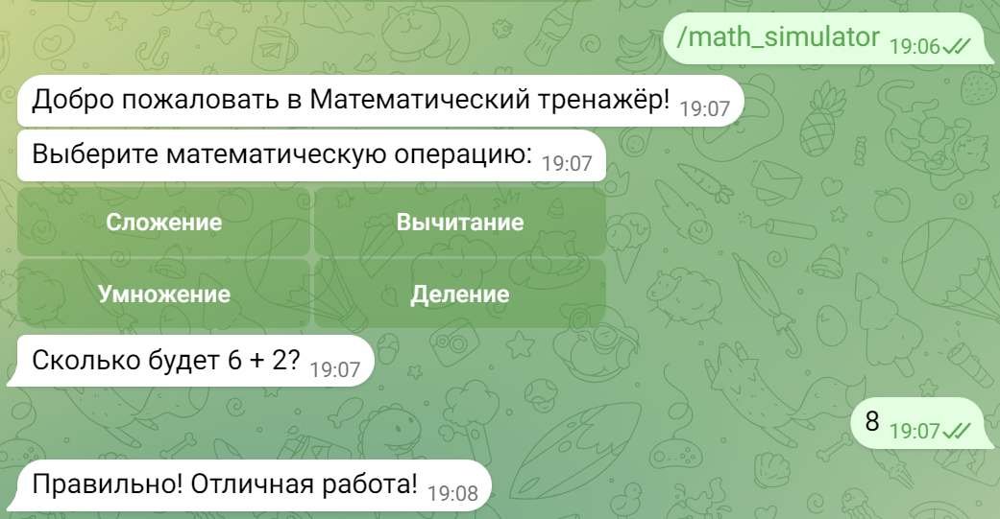 /math_simulator 19:06
Добро пожаловать в Математический тренажёр! 19:07
Выберите математическую операцию: 19:07
Сложение Вычитание
Умножение Деление
Сколько будет 6 + 2? 19:07
8 19:07
Правильно! Отличная работа! 19:08